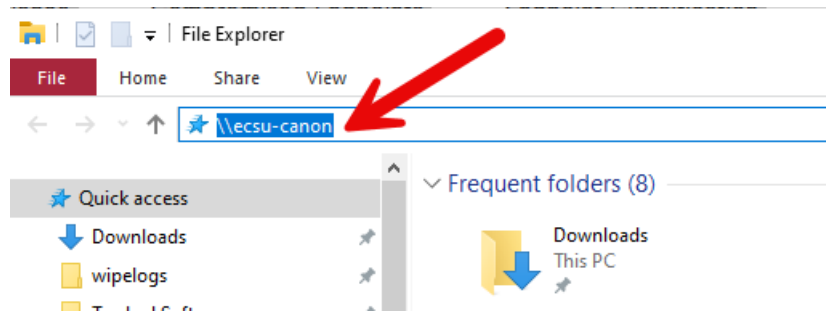 File Explorer
File Home Share View
\\ecsu-canon
Quick access
Downloads
wipelogs
Frequent folders (8)
Downloads
This PC